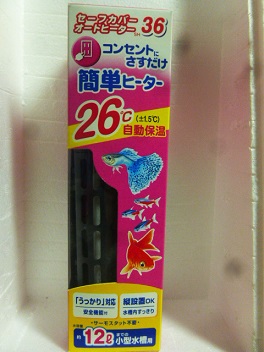 セーフカバー
オートヒーター 36
コンセントに
さすだけ
簡単ヒーター
26℃(±1.5℃)
自動保温
「うっかり」対応
安全機能付
縦設置OK
水槽内すっきり
・サーモスタット不要・
約12ℓ
小型水槽用